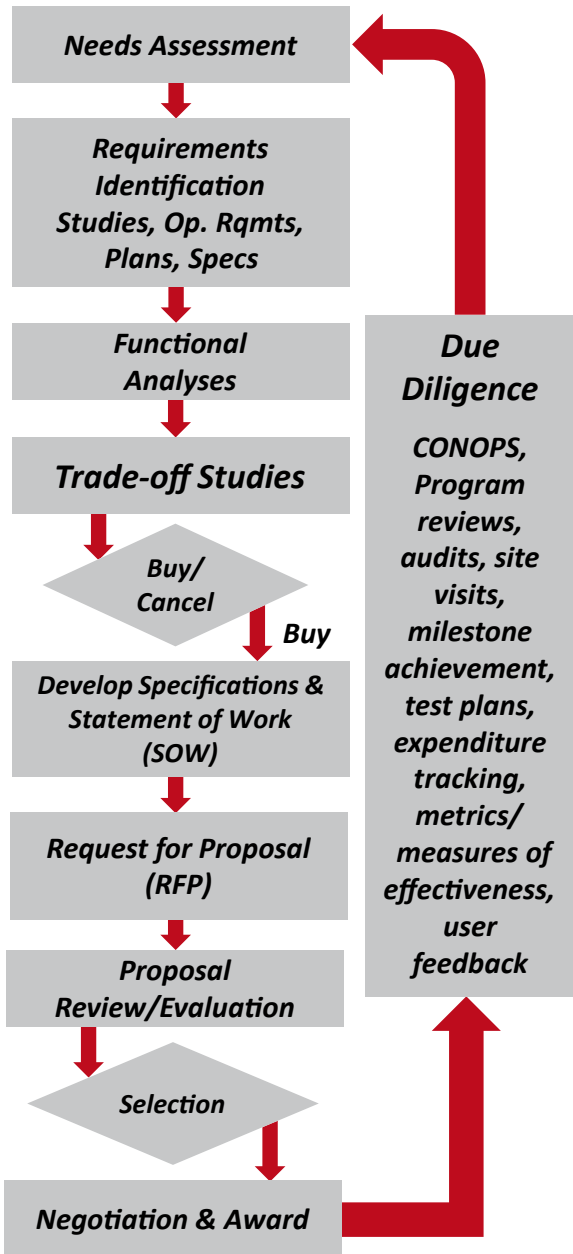 Needs Assessment
Requirements
Identification
Studies, Op. Rqmts,
Plans, Specs
Functional
Analyses
Trade-off Studies
Buy/
Cancel
Buy
Develop Specifications &
Statement of Work
(SOW)
Request for Proposal
(RFP)
Proposal
Review/Evaluation
Selection
Negotiation & Award
Due
Diligence
CONOPS,
Program
reviews,
audits, site
visits,
milestone
achievement,
test plans,
expenditure
tracking,
metrics/
measures of
effectiveness,
user
feedback